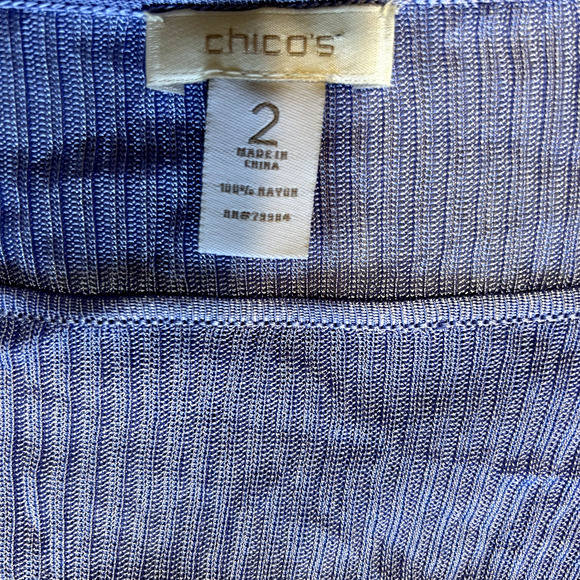 chico's
2
MADE IN
CHINA
100% RAYON
RN#79984